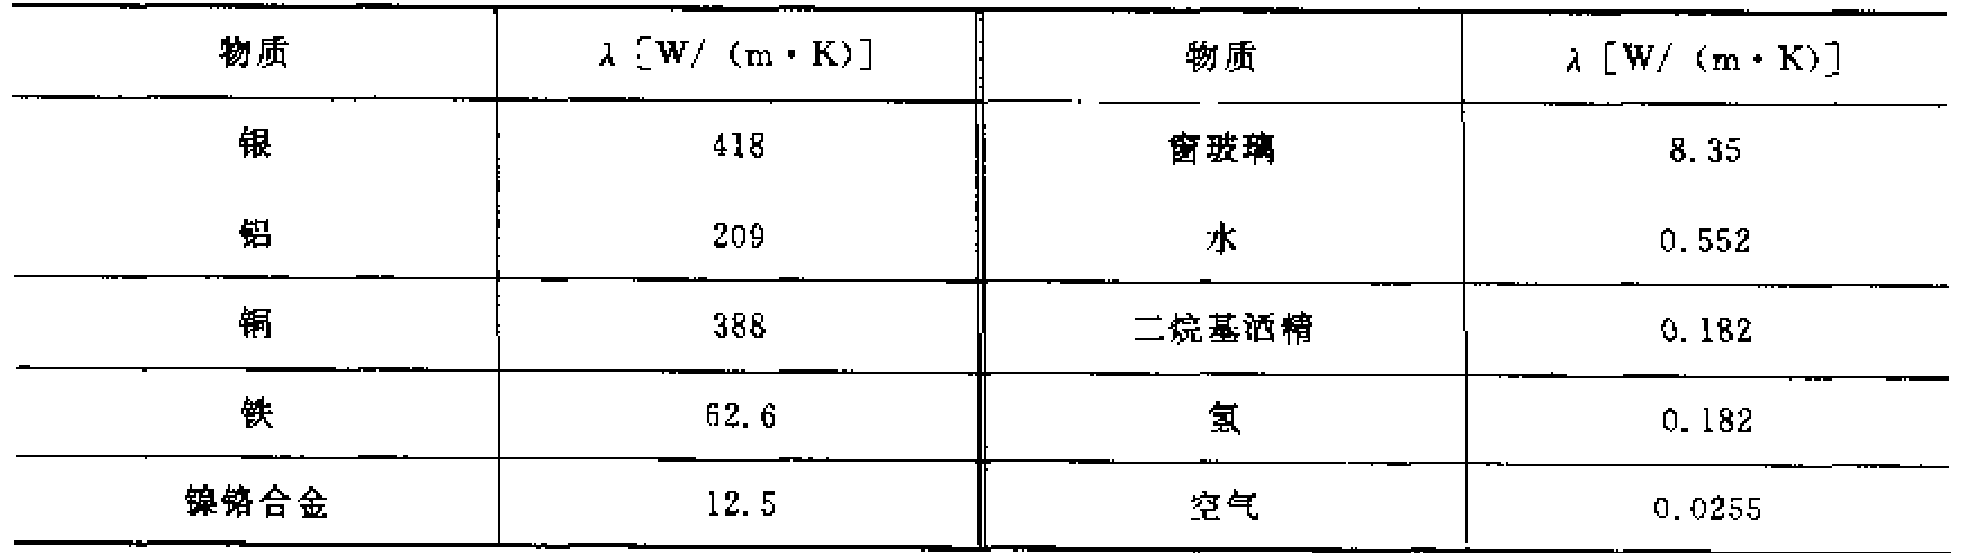 物质 λ [W/ (m·K)] 物质 λ [W/ (m·K)]
银 418 窗玻璃 8.35
铝 209 水 0.552
铜 388 二烷基酒精 0.182
铁 62.6 氢 0.182
镍铬合金 12.5 空气 0.0255